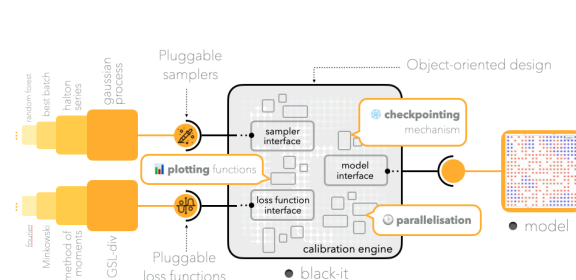 Pluggable
samplers
Object-oriented design
random forest
best batch
halton
series
gaussian
process
sampler
interface
checkpointing
mechanism
plotting functions
model
interface
loss function
interface
parallelisation
calibration engine
fourier
Minkowski
method of
moments
GSL-div
Pluggable
loss functions
black-it
model